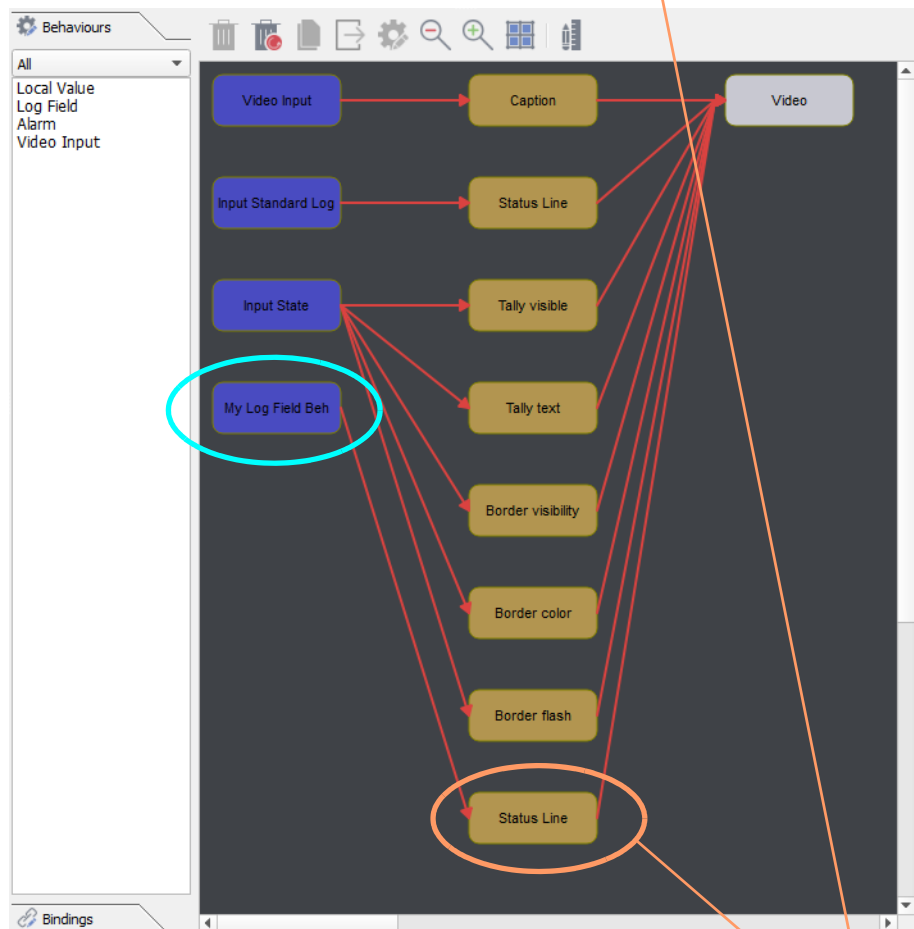 Behaviours
All
Local Value
Log Field
Alarm
Video Input
Video Input
Caption
Video
Input Standard Log
Status Line
Input State
Tally visible
My Log Field Beh
Tally text
Border visibility
Border color
Border flash
Status Line
Bindings